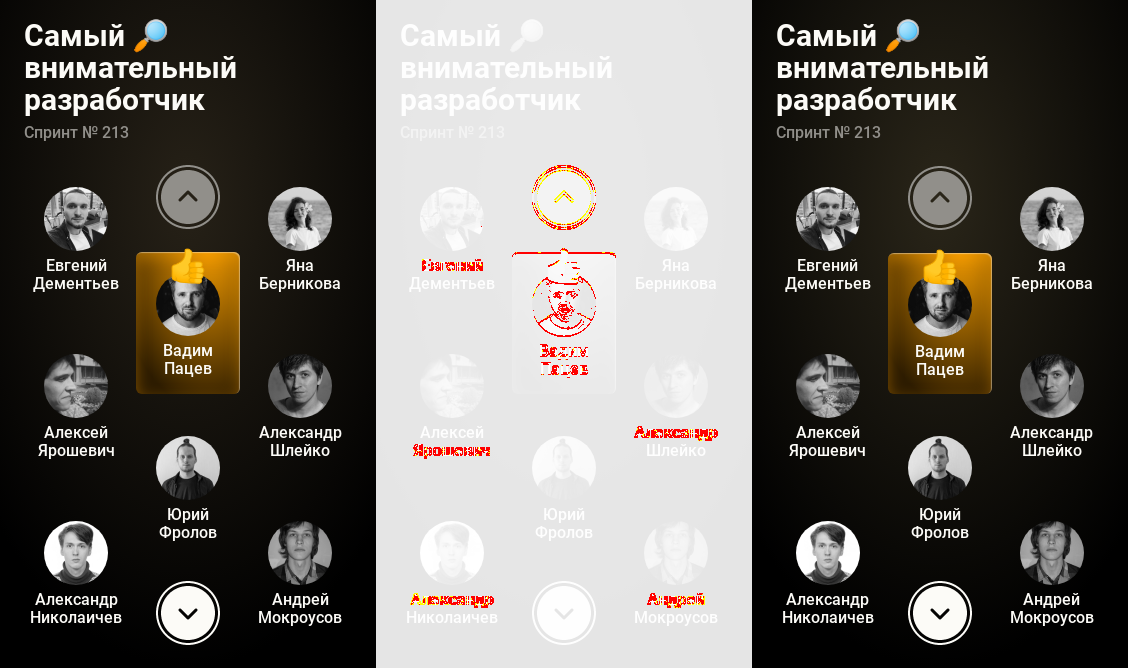 Самый 🔎
внимательный
разработчик
Спринт № 213
Евгений
Дементьев
Яна
Берникова
👍
Вадим
Пацев
Алексей
Ярошевич
Александр
Шлейко
Юрий
Фролов
Александр
Николаичев
Андрей
Мокроусов
Самый 🔎
внимательный
разработчик
Спринт № 213
Евгений
Дементьев
Яна
Берникова
Вадим
Пацев
Алексей
Ярошевич
Александр
Шлейко
Юрий
Фролов
Александр
Николаичев
Андрей
Мокроусов
Самый 🔎
внимательный
разработчик
Спринт № 213
Евгений
Дементьев
Яна
Берникова
👍
Вадим
Пацев
Алексей
Ярошевич
Александр
Шлейко
Юрий
Фролов
Александр
Николаичев
Андрей
Мокроусов